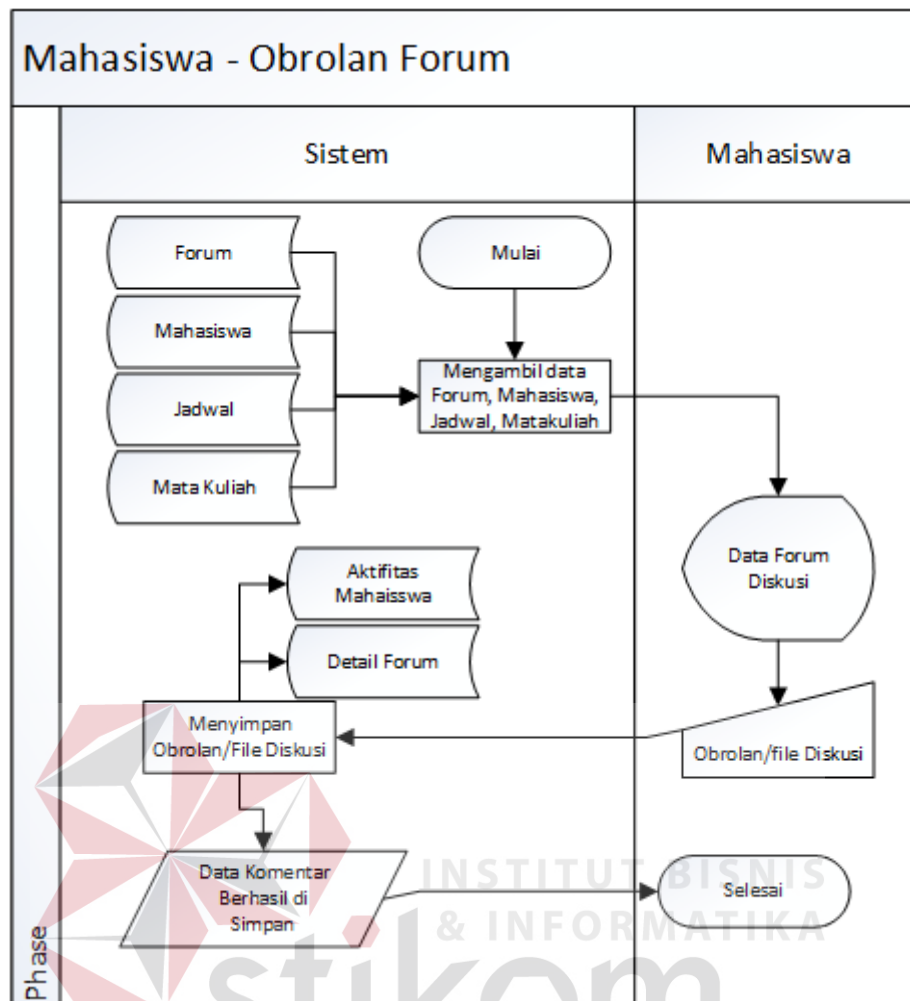 Mahasiswa - Obrolan Forum
Sistem
Mahasiswa
Forum
Mulai
Mahasiswa
Mengambil data
Forum, Mahasiswa,
Jadwal, Matakuliah
Jadwal
Mata Kuliah
Data Forum
Diskusi
Aktifitas
Mahaisswa
Detail Forum
Menyimpan
Obrolan/File Diskusi
Obrolan/file Diskusi
Data Komentar
Berhasil di
Simpan
Selesai
INSTITUT BISNIS
& INFORMATIKA
stikom
Phase